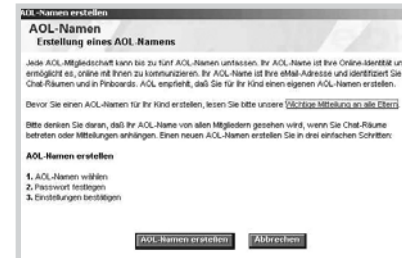 AOL-Namen erstellen
AOL-Namen
Erstellung eines AOL-Namens
Jede AOL-Mitgliedschaft kann bis zu fünf AOL-Namen umfassen. Ihr AOL-Name ist Ihre Online-Identität un
ermöglicht es, online mit Ihnen zu kommunizieren. Ihr AOL-Name ist Ihre eMail-Adresse und identifiziert Sie
Chat-Räumen und in Pinboards. AOL empfiehlt, daß Sie für Ihr Kind einen eigenen AOL-Namen erstellen.
Bevor Sie einen AOL-Namen für Ihr Kind erstellen, lesen Sie bitte unsere Wichtige Mitteilung an alle Eltern
Bitte denken Sie daran, daß Ihr AOL-Name von allen Mitgliedern gesehen wird, wenn Sie Chat-Räume
betreten oder Mitteilungen anhängen. Einen neuen AOL-Namen erstellen Sie in drei einfachen Schritten:
AOL-Namen erstellen
1. AOL-Namen wählen
2. Passwort festlegen
3. Einstellungen bestätigen
AOL-Namen erstellen Abbrechen